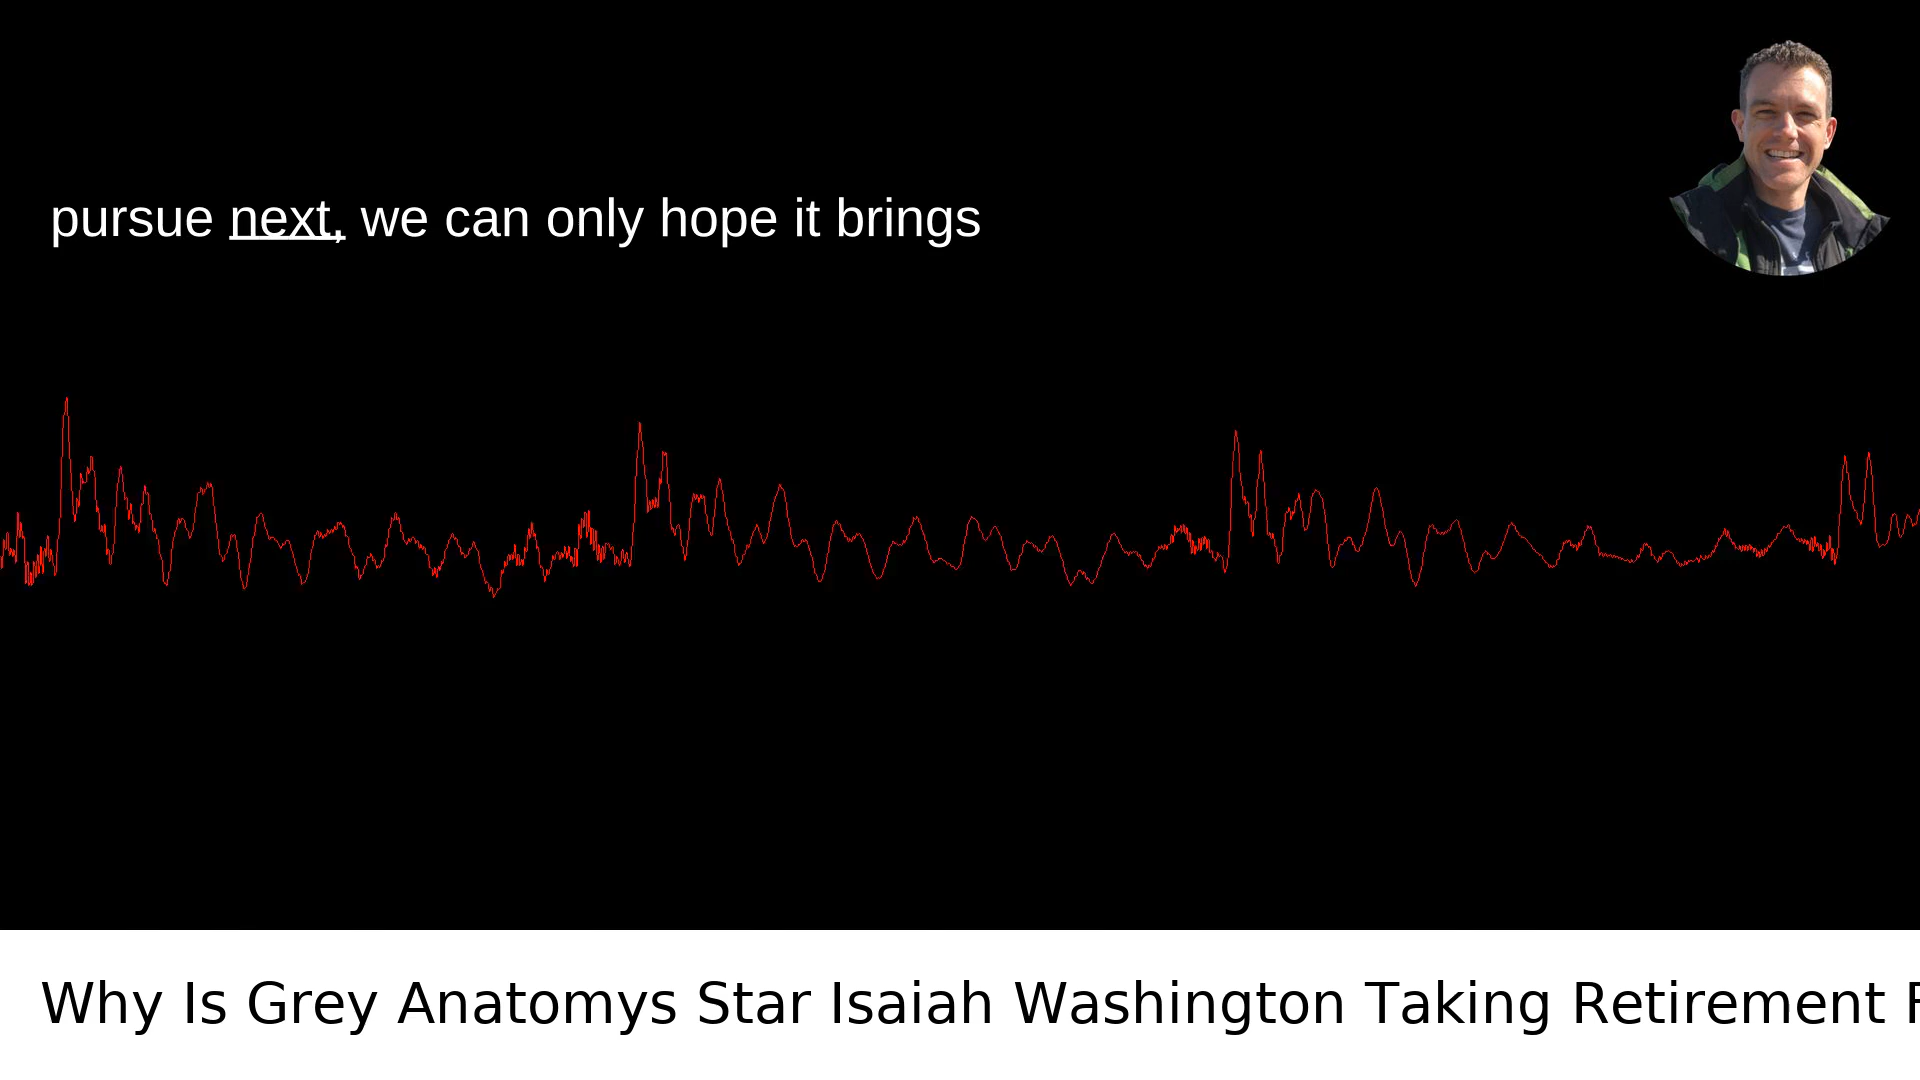 pursue next, we can only hope it brings
Why Is Grey Anatomys Star Isaiah Washington Taking Retirement